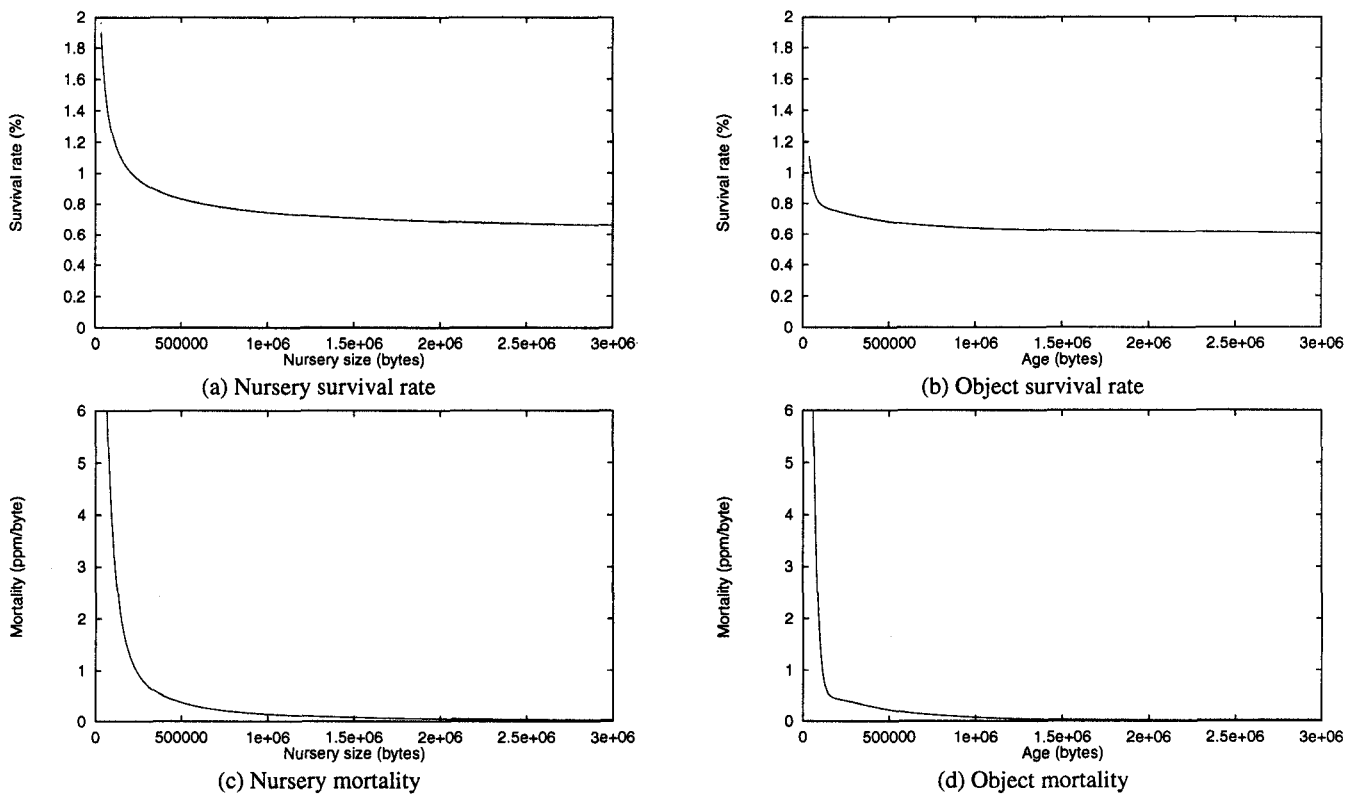 2
1.8
1.6
1.4
1.2
1
0.8
0.6
0.4
0.2
0
Survival rate (%)
0 500000 1e+06 1.5e+06 2e+06 2.5e+06 3e+06
Nursery size (bytes)
(a) Nursery survival rate
2
1.8
1.6
1.4
1.2
1
0.8
0.6
0.4
0.2
0
Survival rate (%)
0 500000 1e+06 1.5e+06 2e+06 2.5e+06 3e+06
Age (bytes)
(b) Object survival rate
6
5
4
3
2
1
0
Mortality (ppm/byte)
0 500000 1e+06 1.5e+06 2e+06 2.5e+06 3e+06
Nursery size (bytes)
(c) Nursery mortality
6
5
4
3
2
1
0
Mortality (ppm/byte)
0 500000 1e+06 1.5e+06 2e+06 2.5e+06 3e+06
Age (bytes)
(d) Object mortality